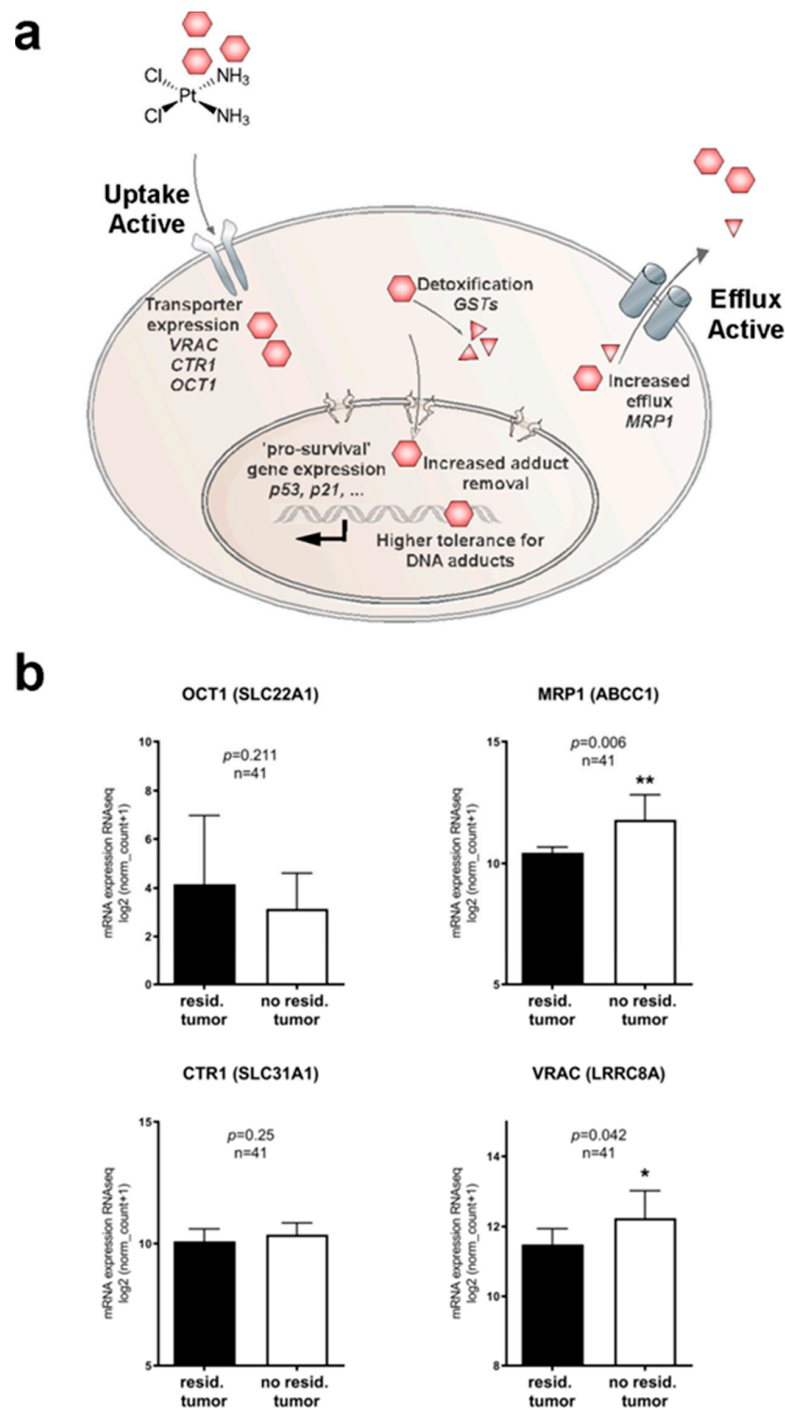 a
Cl
NH3
Pt
Cl
NH3
Uptake
Active
Transporter
expression
VRAC
CTR1
OCT1
Detoxification
GSTs
Efflux
Active
Increased
efflux
MRP1
'pro-survival'
gene expression
p53, p21, ...
Increased adduct
removal
Higher tolerance for
DNA adducts
b
OCT1 (SLC22A1)
p=0.211
n=41
mRNA expression RNAseq
log2 (norm_count+1)
10
8
6
4
2
0
resid.
tumor
no resid.
tumor
MRP1 (ABCC1)
p=0.006
n=41
**
mRNA expression RNAseq
log2 (norm_count+1)
15
10
5
resid.
tumor
no resid.
tumor
CTR1 (SLC31A1)
p=0.25
n=41
mRNA expression RNAseq
log2 (norm_count+1)
15
10
5
resid.
tumor
no resid.
tumor
VRAC (LRRC8A)
p=0.042
n=41
*
mRNA expression RNAseq
log2 (norm_count+1)
14
12
10
8
resid.
tumor
no resid.
tumor